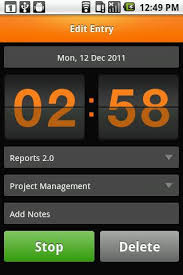 12:49 PM
Edit Entry
Mon, 12 Dec 2011
02:58
Reports 2.0
Project Management
Add Notes
Stop
Delete